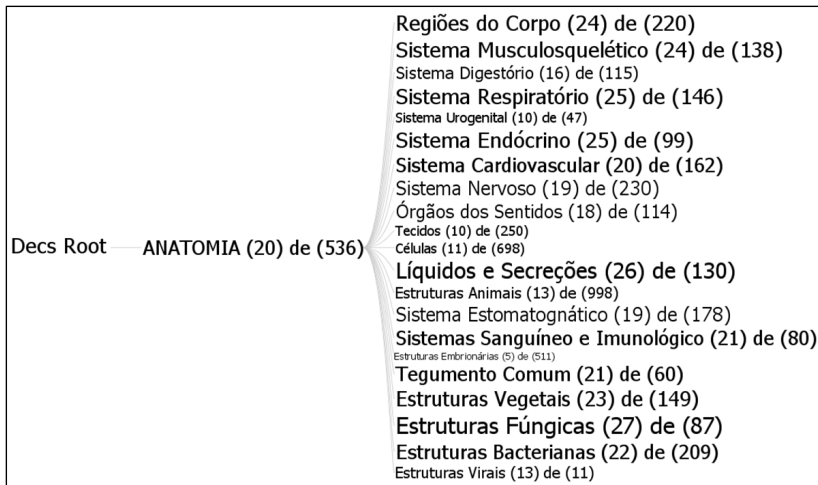 Regiões do Corpo (24) de (220)
Sistema Musculosquelético (24) de (138)
Sistema Digestório (16) de (115)
Sistema Respiratório (25) de (146)
Sistema Urogenital (10) de (47)
Sistema Endócrino (25) de (99)
Sistema Cardiovascular (20) de (162)
Sistema Nervoso (19) de (230)
Órgãos dos Sentidos (18) de (114)
Tecidos (10) de (250)
Decs Root
ANATOMIA (20) de (536)
Células (11) de (698)
Líquidos e Secreções (26) de (130)
Estruturas Animais (13) de (998)
Sistema Estomatognático (19) de (178)
Sistemas Sanguíneo e Imunológico (21) de (80)
Estruturas Embrionárias (5) de (511)
Tegumento Comum (21) de (60)
Estruturas Vegetais (23) de (149)
Estruturas Fúngicas (27) de (87)
Estruturas Bacterianas (22) de (209)
Estruturas Virais (13) de (11)